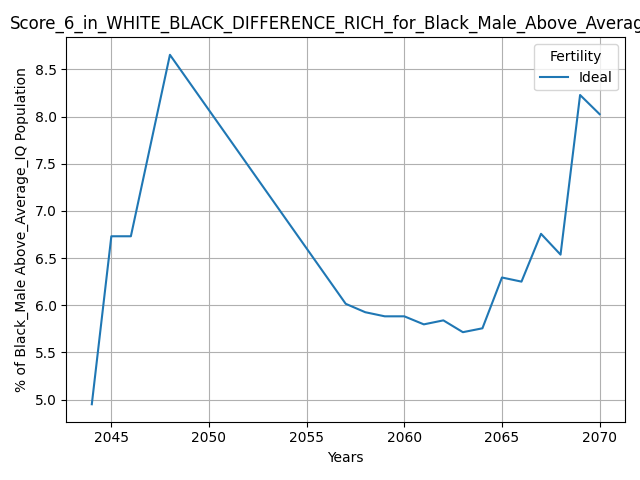 Score_6_in_WHITE_BLACK_DIFFERENCE_RICH_for_Black_Male_Above_Averag
Fertility
Ideal
% of Black_Male Above_Average_IQ Population
8.5
8.0
7.5
7.0
6.5
6.0
5.5
5.0
2045 2050 2055 2060 2065 2070
Years